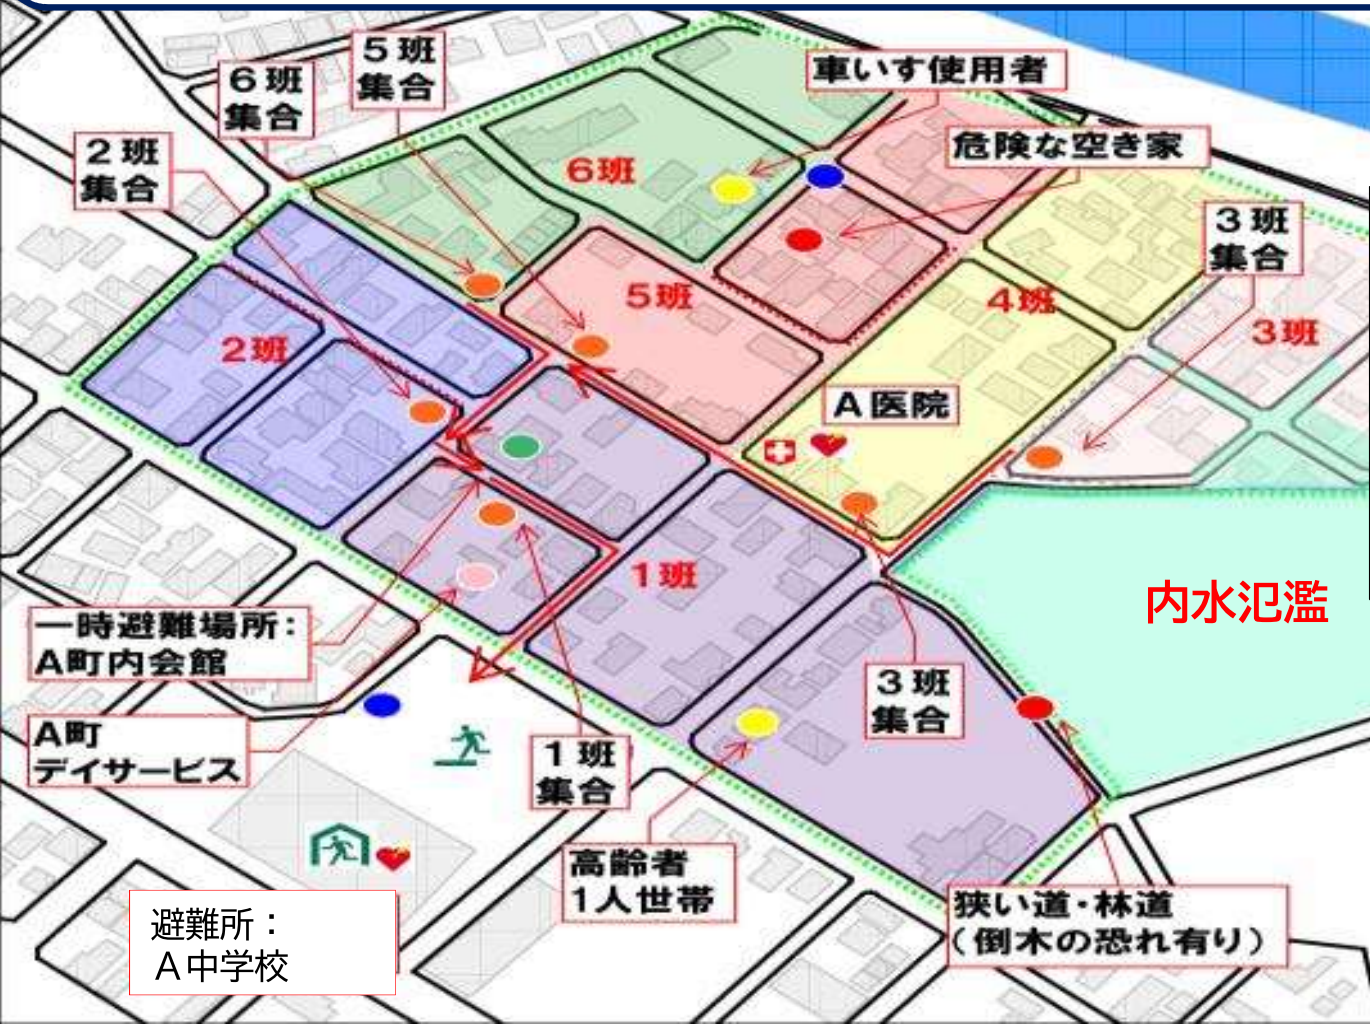 5班
集合
6班
集合
車いす使用者
2班
集合
危険な空き家
6班
3班
集合
5班
4班
3班
2班
A医院
1班
内水氾濫
一時避難場所：
A町内会館
3班
集合
A町
デイサービス
1班
集合
高齢者
1人世帯
狭い道・林道
（倒木の恐れ有り）
避難所：
A中学校